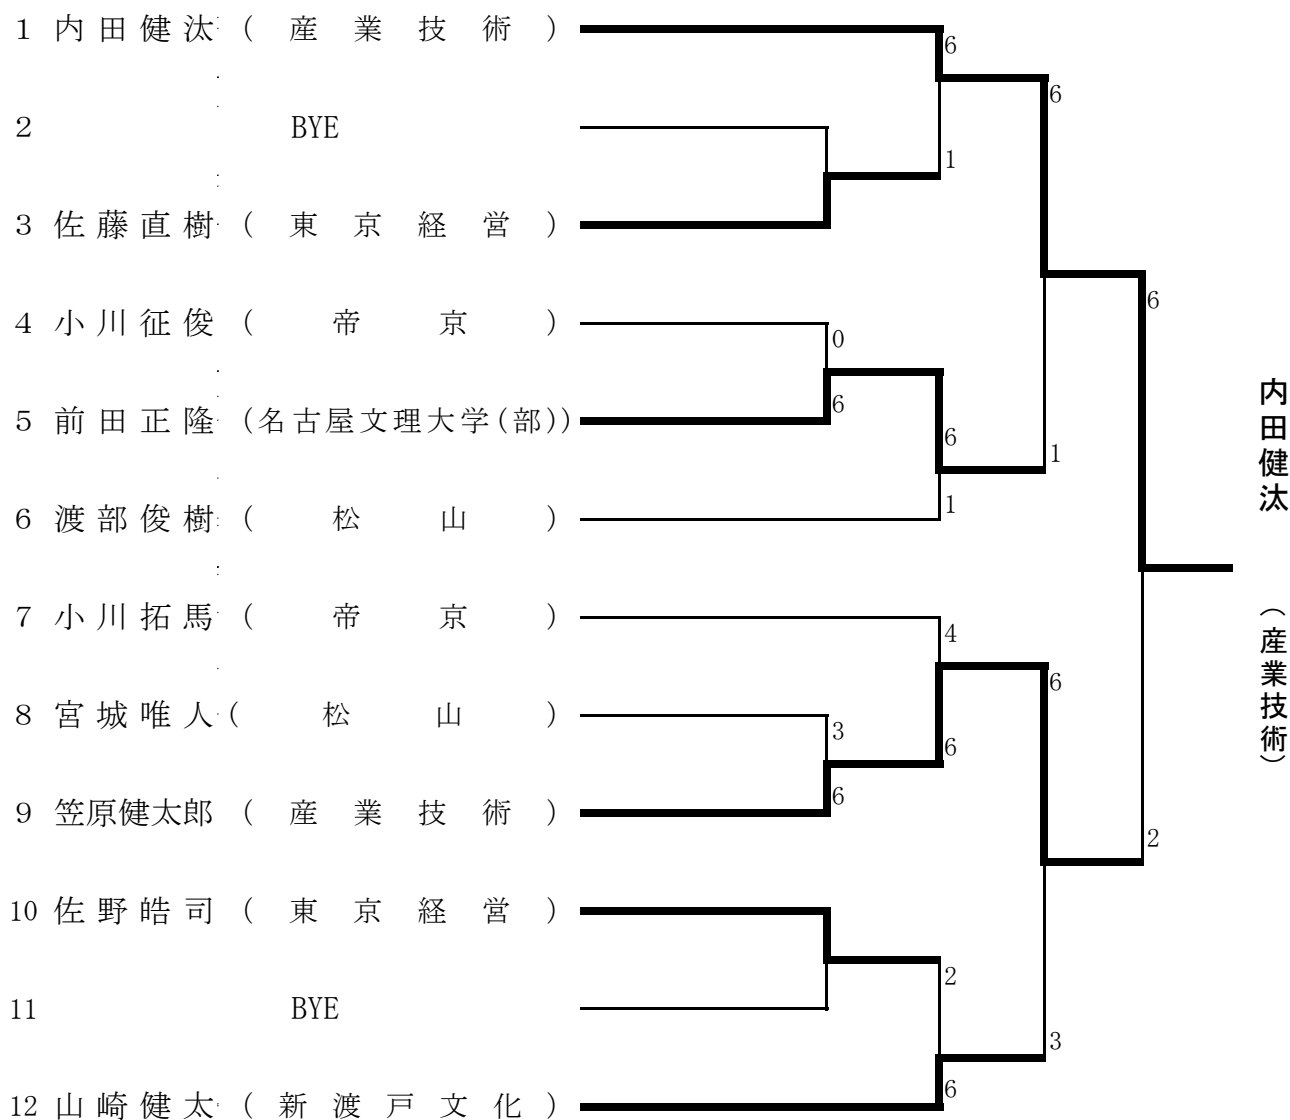 1 内田健汰 (産業技術)
6
6
2 BYE
1
3 佐藤直樹 (東京経営)
6
4 小川征俊 (帝京)
0
5 前田正隆 (名古屋文理大学(部))
6
6
1
6 渡部俊樹 (松山)
1
7 小川拓馬 (帝京)
4
6
8 宮城唯人 (松山)
3
6
9 笠原健太郎 (産業技術)
6
2
10 佐野皓司 (東京経営)
2
11 BYE
3
12 山崎健太 (新渡戸文化)
6
内田健汰
(産業技術)